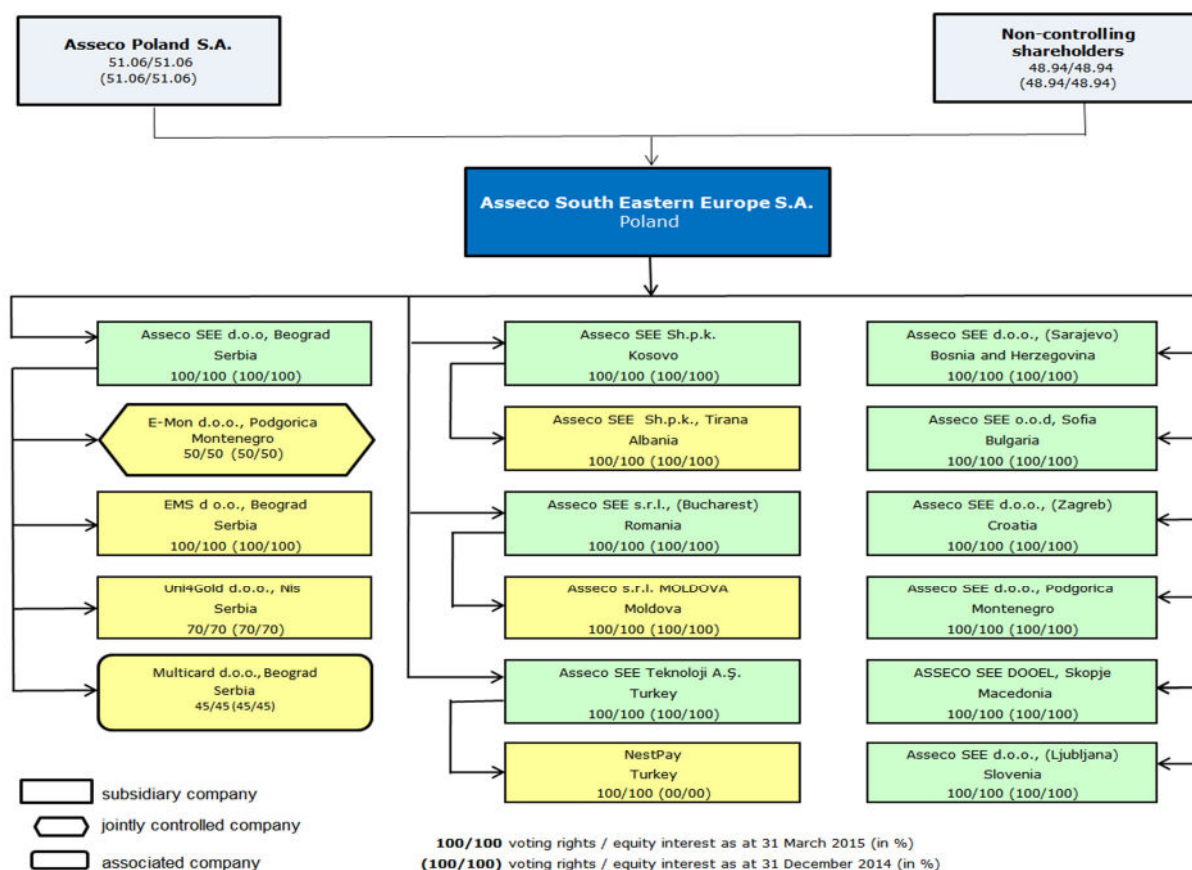 Asseco Poland S.A.
51.06/51.06
(51.06/51.06)
Non-controlling
shareholders
48.94/48.94
(48.94/48.94)
Asseco South Eastern Europe S.A.
Poland
Asseco SEE d.o.o, Beograd
Serbia
100/100 (100/100)
E-Mon d.o.o., Podgorica
Montenegro
50/50 (50/50)
EMS d o.o., Beograd
Serbia
100/100 (100/100)
Uni4Gold d.o.o., Nis
Serbia
70/70 (70/70)
Multicard d.o.o., Beograd
Serbia
45/45 (45/45)
Asseco SEE Sh.p.k.
Kosovo
100/100 (100/100)
Asseco SEE Sh.p.k., Tirana
Albania
100/100 (100/100)
Asseco SEE s.r.l., (Bucharest)
Romania
100/100 (100/100)
Asseco s.r.l. MOLDOVA
Moldova
100/100 (100/100)
Asseco SEE Teknoloji A.Ş.
Turkey
100/100 (100/100)
NestPay
Turkey
100/100 (00/00)
Asseco SEE d.o.o., (Sarajevo)
Bosnia and Herzegovina
100/100 (100/100)
Asseco SEE o.o.d, Sofia
Bulgaria
100/100 (100/100)
Asseco SEE d.o.o., (Zagreb)
Croatia
100/100 (100/100)
Asseco SEE d.o.o., Podgorica
Montenegro
100/100 (100/100)
ASSECO SEE DOOEL, Skopje
Macedonia
100/100 (100/100)
Asseco SEE d.o.o., (Ljubljana)
Slovenia
100/100 (100/100)
subsidiary company
jointly controlled company
associated company
100/100 voting rights / equity interest as at 31 March 2015 (in %)
(100/100) voting rights / equity interest as at 31 December 2014 (in %)